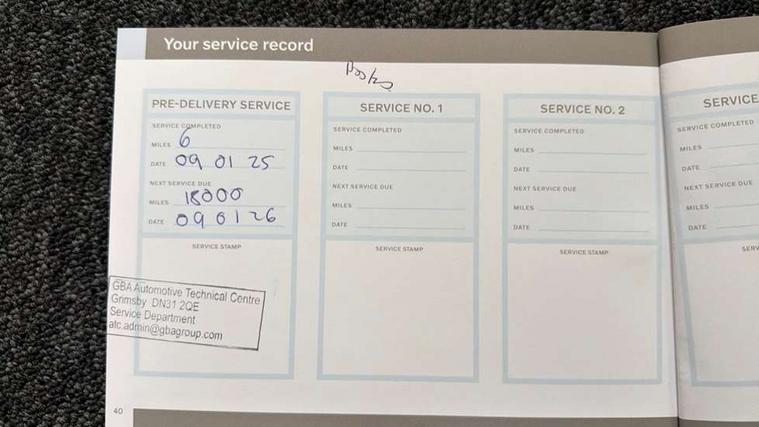 Your service record
PRE-DELIVERY SERVICE
SERVICE COMPLETED
MILES 6
DATE 09 01 25
NEXT SERVICE DUE
MILES 18000
DATE 09 01 26
SERVICE STAMP
GBA Automotive Technical Centre
Grimsby DN31 2QE
Service Department
atc.admin@gbagroup.com
SERVICE NO. 1
SERVICE COMPLETED
MILES
DATE
NEXT SERVICE DUE
MILES
DATE
SERVICE STAMP
SERVICE NO. 2
SERVICE COMPLETED
MILES
DATE
NEXT SERVICE DUE
MILES
DATE
SERVICE STAMP
SERVICE
SERVICE COMPLETED
MILES
DATE
NEXT SERVICE DUE
MILES
DATE
SERV
40